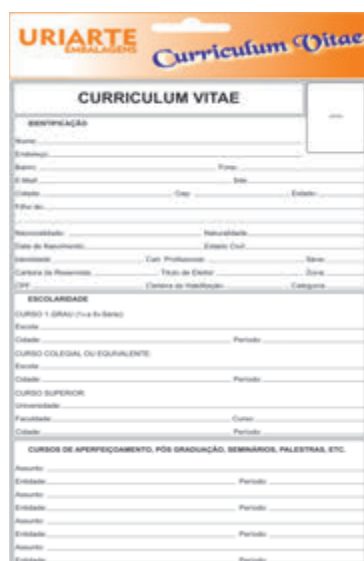 URIARTE
EMBALAGENS
Curriculum Vitae
CURRICULUM VITAE
IDENTIFICAÇÃO
Nome:
Endereço:
Bairro: Fone:
E-Mail: Site:
Cidade: Cep: Estado:
Filho de:
Nacionalidade: Naturalidade:
Data de Nascimento: Estado Civil:
Identidade: Cart. Profissional: Série:
Carteira de Reservista: Título de Eleitor: Zona:
CPF: Carteira de Habilitação: Categoria:
ESCOLARIDADE
CURSO 1 GRAU (1ª a 8ª Série)
Escola:
Cidade: Período:
CURSO COLEGIAL OU EQUIVALENTE
Escola:
Cidade: Período:
CURSO SUPERIOR
Universidade:
Faculdade: Curso:
Cidade: Período:
CURSOS DE APERFEIÇOAMENTO, PÓS GRADUAÇÃO, SEMINÁRIOS, PALESTRAS, ETC.
Assunto:
Entidade: Período:
Assunto:
Entidade: Período:
Assunto:
Entidade: Período:
Assunto:
Entidade: Período: